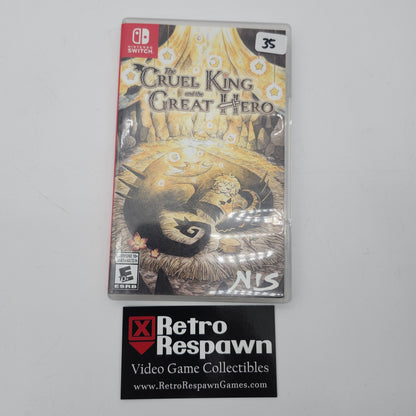 NINTENDO
SWITCH
35
The
CRUEL KING
and the
GREAT HERO
EVERYONE 10+
E
ESRB
NIS
Retro
Respawn
Video Game Collectibles
www.RetroRespawnGames.com